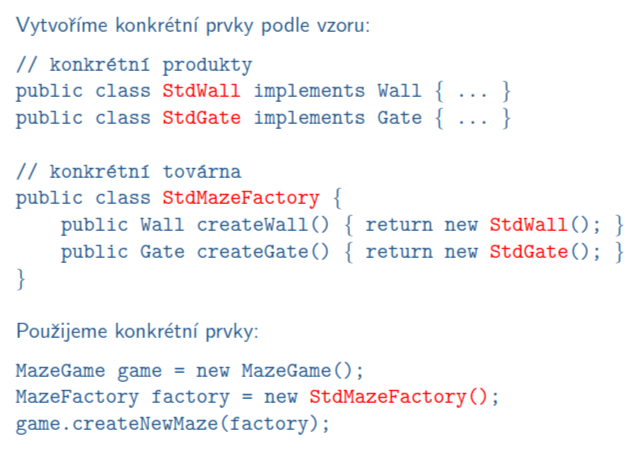 Vytvoříme konkrétní prvky podle vzoru:
// konkrétní produkty
public class StdWall implements Wall { ... }
public class StdGate implements Gate { ... }
// konkrétní továrna
public class StdMazeFactory {
public Wall createWall() { return new StdWall(); }
public Gate createGate() { return new StdGate(); }
}
Použijeme konkrétní prvky:
MazeGame game = new MazeGame();
MazeFactory factory = new StdMazeFactory();
game.createNewMaze(factory);